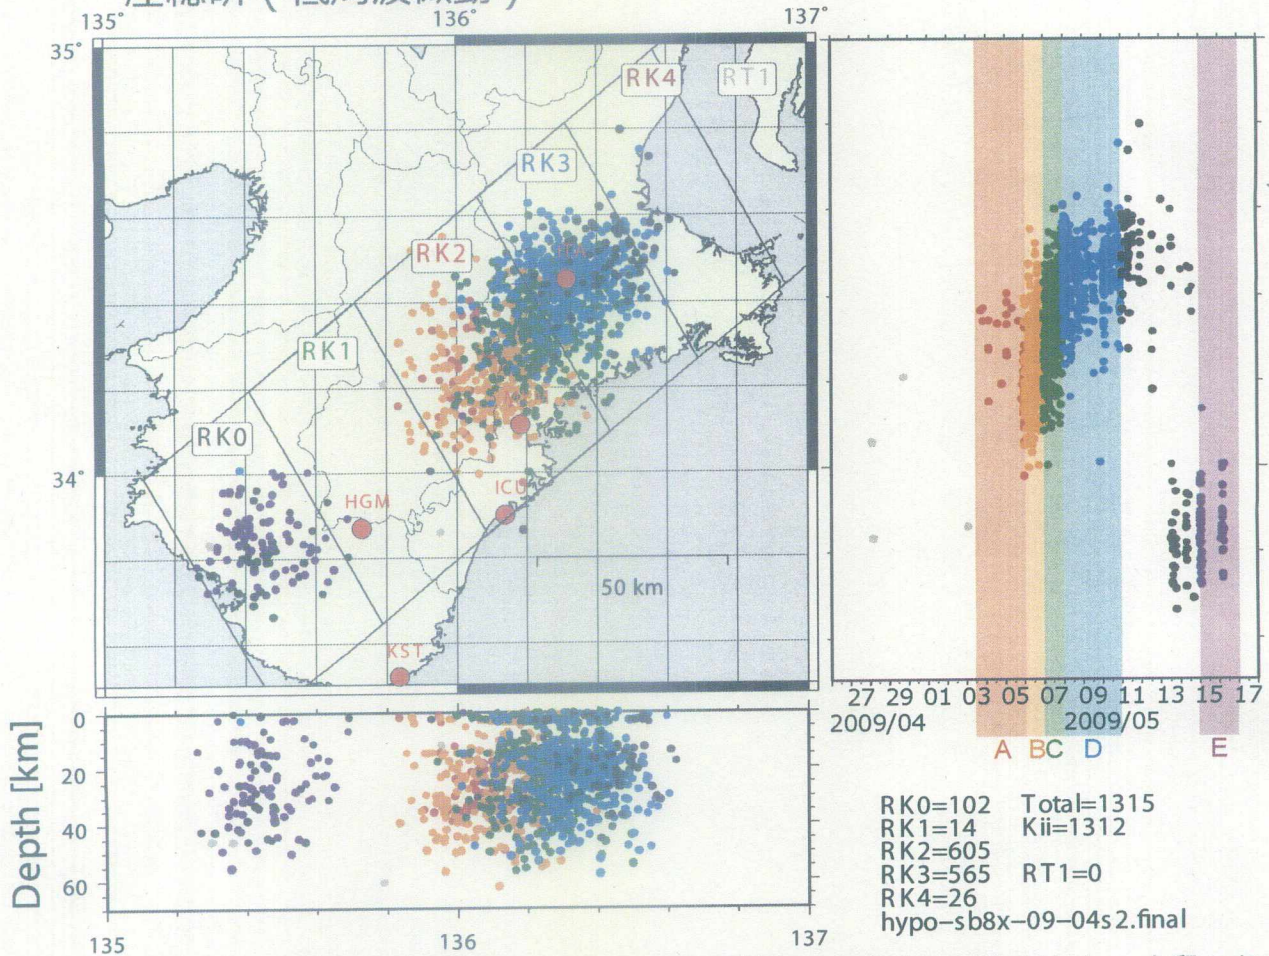 135°
136°
137°
35°
RK4
RT1
RK3
RK2
RK1
RK0
34°
HGM
ICU
50 km
KST
27 29 01 03 05 07 09 11 13 15 17
2009/04
2009/05
A
B
C
D
E
Depth [km]
0
20
40
60
135
136
137
RK0=102 Total=1315
RK1=14 Kii=1312
RK2=605
RK3=565 RT1=0
RK4=26
hypo-sb8x-09-04s2.final